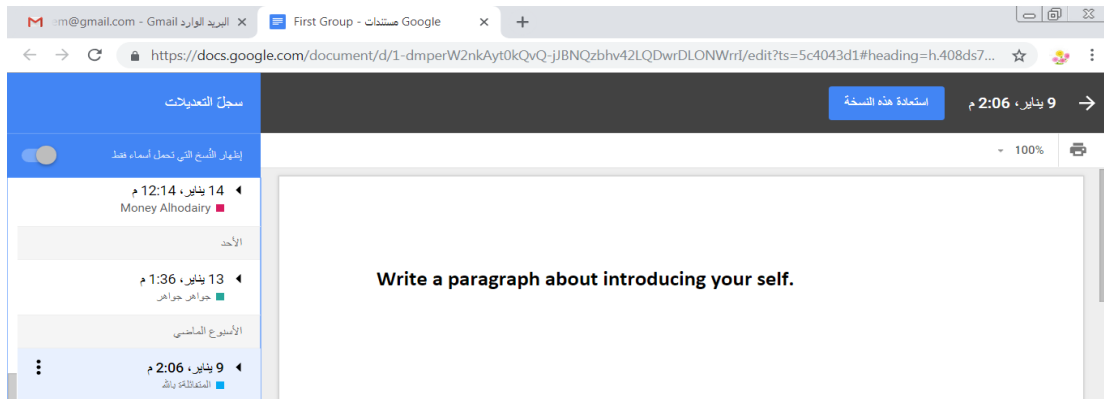 البريد الوارد - em@gmail.com - Gmail
First Group - مستندات Google
https://docs.google.com/document/d/1-dmperW2nkAyt0kQvQ-jJBNQzbhv42LQDwrDLONWrrI/edit?ts=5c4043d1#heading=h.408ds7...
9 يناير، 2:06 م
استعادة هذه النسخة
سجلّ التعديلات
100%
إظهار النُسخ التي تحمل أسماء فقط
14 يناير، 12:14 م
Money Alhodairy
الأحد
13 يناير، 1:36 م
جواهر جواهر
الأسبوع الماضي
9 يناير، 2:06 م
المتفائلة بالله
Write a paragraph about introducing your self.